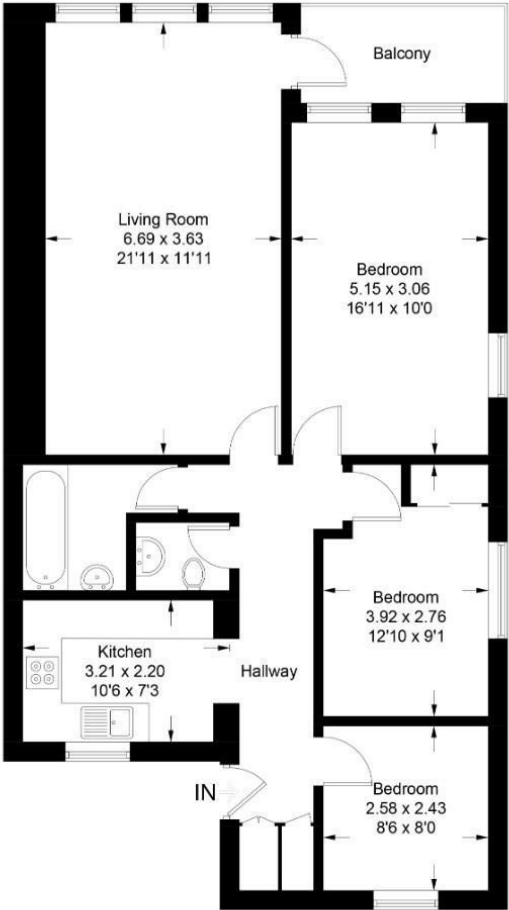 Balcony
Living Room
6.69 x 3.63
21'11 x 11'11
Bedroom
5.15 x 3.06
16'11 x 10'0
Bedroom
3.92 x 2.76
12'10 x 9'1
Kitchen
3.21 x 2.20
10'6 x 7'3
Hallway
IN
Bedroom
2.58 x 2.43
8'6 x 8'0